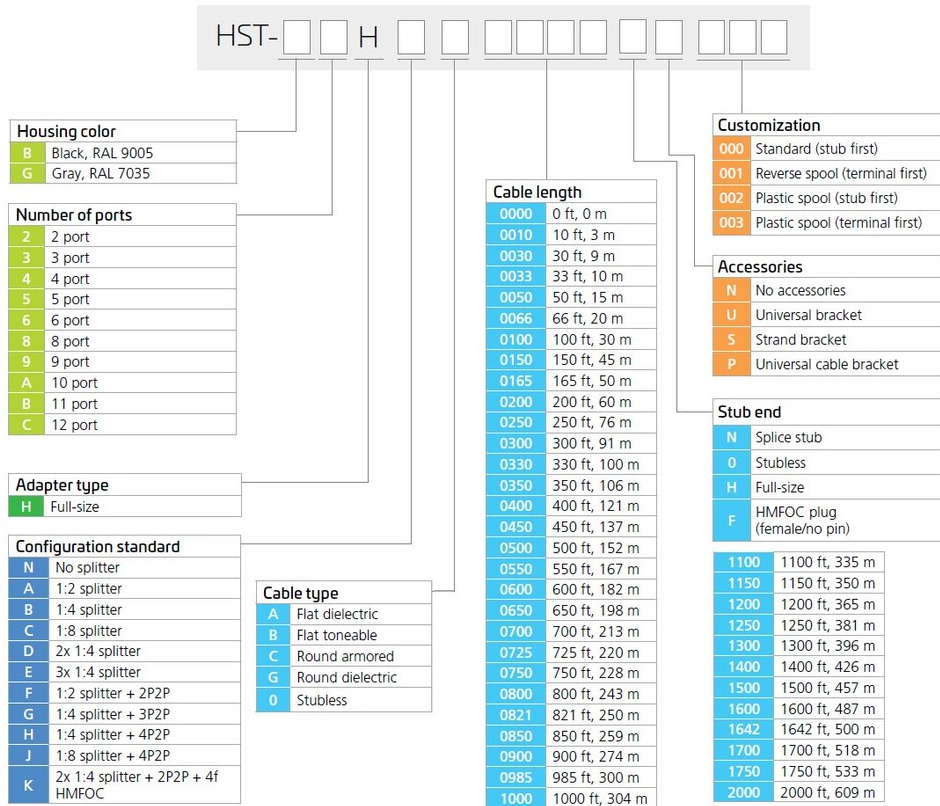 HST- H
Housing color
B Black, RAL 9005
G Gray, RAL 7035
Number of ports
2 2 port
3 3 port
4 4 port
5 5 port
6 6 port
8 8 port
9 9 port
A 10 port
B 11 port
C 12 port
Adapter type
H Full-size
Configuration standard
N No splitter
A 1:2 splitter
B 1:4 splitter
C 1:8 splitter
D 2x 1:4 splitter
E 3x 1:4 splitter
F 1:2 splitter + 2P2P
G 1:4 splitter + 3P2P
H 1:4 splitter + 4P2P
J 1:8 splitter + 4P2P
K 2x 1:4 splitter + 2P2P + 4f
HMFOC
Cable type
A Flat dielectric
B Flat toneable
C Round armored
G Round dielectric
0 Stubless
Cable length
0000 0 ft, 0 m
0010 10 ft, 3 m
0030 30 ft, 9 m
0033 33 ft, 10 m
0050 50 ft, 15 m
0066 66 ft, 20 m
0100 100 ft, 30 m
0150 150 ft, 45 m
0165 165 ft, 50 m
0200 200 ft, 60 m
0250 250 ft, 76 m
0300 300 ft, 91 m
0330 330 ft, 100 m
0350 350 ft, 106 m
0400 400 ft, 121 m
0450 450 ft, 137 m
0500 500 ft, 152 m
0550 550 ft, 167 m
0600 600 ft, 182 m
0650 650 ft, 198 m
0700 700 ft, 213 m
0725 725 ft, 220 m
0750 750 ft, 228 m
0800 800 ft, 243 m
0821 821 ft, 250 m
0850 850 ft, 259 m
0900 900 ft, 274 m
0985 985 ft, 300 m
1000 1000 ft, 304 m
Customization
000 Standard (stub first)
001 Reverse spool (terminal first)
002 Plastic spool (stub first)
003 Plastic spool (terminal first)
Accessories
N No accessories
U Universal bracket
S Strand bracket
P Universal cable bracket
Stub end
N Splice stub
0 Stubless
H Full-size
F HMFOC plug
(female/no pin)
1100 1100 ft, 335 m
1150 1150 ft, 350 m
1200 1200 ft, 365 m
1250 1250 ft, 381 m
1300 1300 ft, 396 m
1400 1400 ft, 426 m
1500 1500 ft, 457 m
1600 1600 ft, 487 m
1642 1642 ft, 500 m
1700 1700 ft, 518 m
1750 1750 ft, 533 m
2000 2000 ft, 609 m